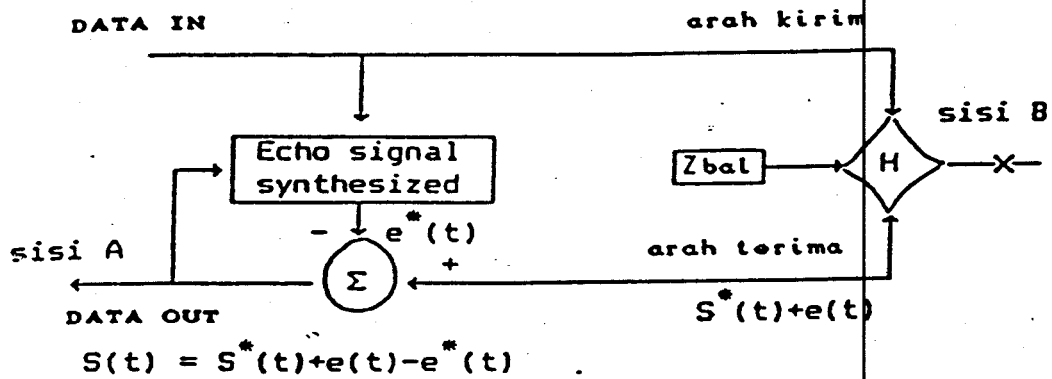 DATA IN
arah kirim
sisi B
Echo signal
synthesized
Zbal
H
- e*(t)
sisi A
+
arah terima
Σ
S*(t)+e(t)
DATA OUT
S(t) = S*(t)+e(t)-e*(t)